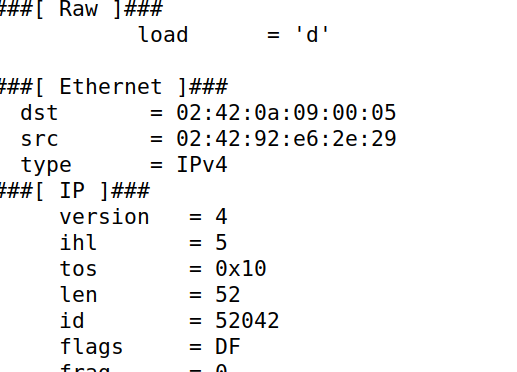 ###[ Raw ]###
load = 'd'
###[ Ethernet ]###
dst = 02:42:0a:09:00:05
src = 02:42:92:e6:2e:29
type = IPv4
###[ IP ]###
version = 4
ihl = 5
tos = 0x10
len = 52
id = 52042
flags = DF
frag = 0